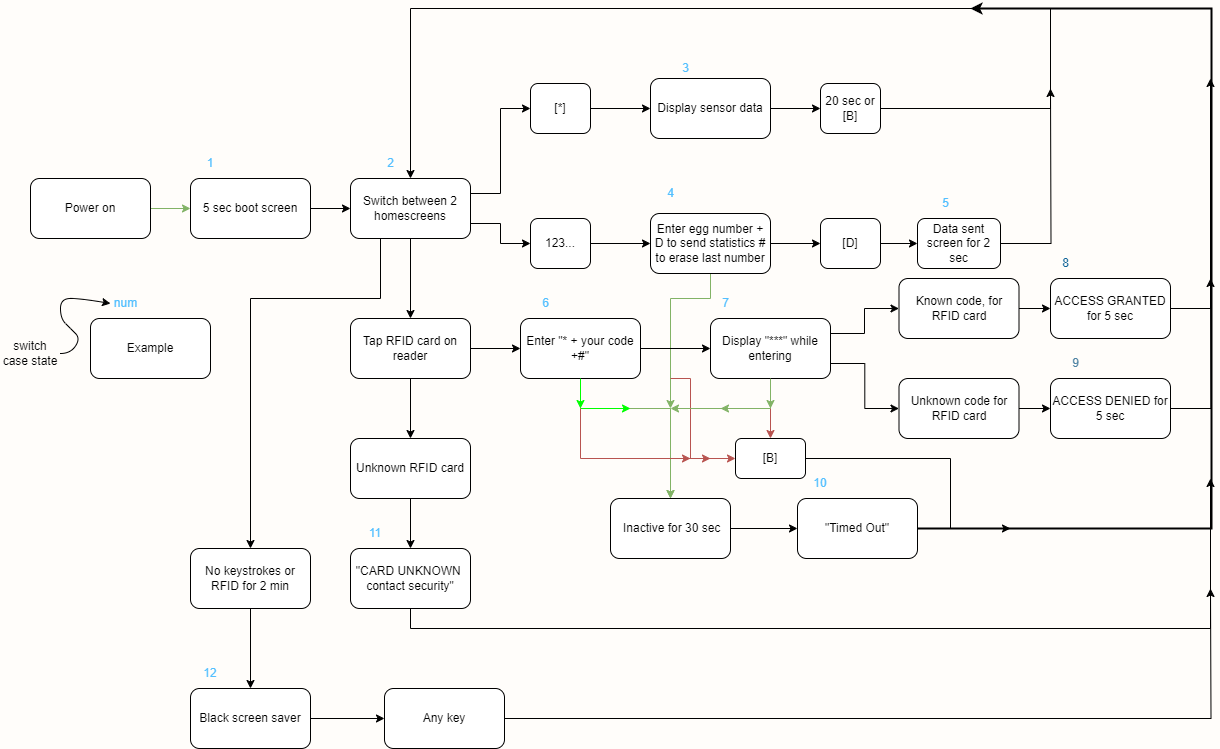 3
[*]
Display sensor data
20 sec or
[B]
1
2
Power on
5 sec boot screen
Switch between 2
homescreens
4
5
123...
Enter egg number +
D to send statistics #
to erase last number
[D]
Data sent
screen for 2
sec
8
num
switch
case state
Example
6
7
Tap RFID card on
reader
Enter "* + your code
+#"
Display "***" while
entering
Known code, for
RFID card
ACCESS GRANTED
for 5 sec
9
Unknown code for
RFID card
ACCESS DENIED for
5 sec
Unknown RFID card
[B]
10
Inactive for 30 sec
"Timed Out"
11
No keystrokes or
RFID for 2 min
"CARD UNKNOWN
contact security"
12
Black screen saver
Any key